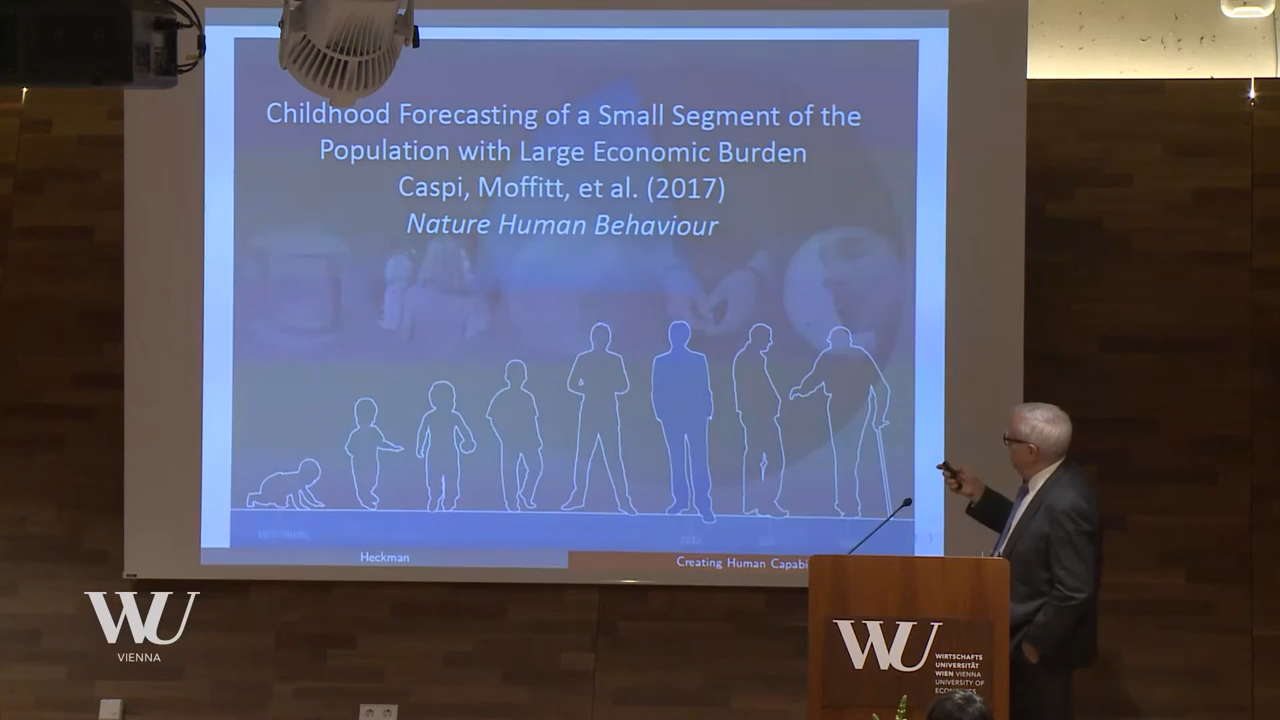 Childhood Forecasting of a Small Segment of the
Population with Large Economic Burden
Caspi, Moffitt, et al. (2017)
Nature Human Behaviour
2012
Heckman
Creating Human Capabi
WU
VIENNA
WU
WIRTSCHAFTS
UNIVERSITÄT
WIEN VIENNA
UNIVERSITY OF